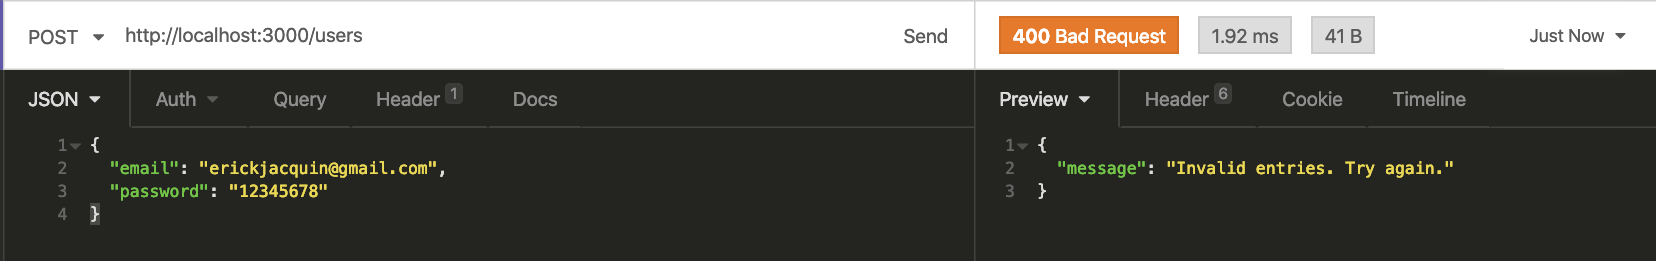 POST http://localhost:3000/users Send 400 Bad Request 1.92 ms 41 B Just Now
JSON Auth Query Header 1 Docs Preview Header 6 Cookie Timeline
1 {
2 "email": "erickjacquin@gmail.com",
3 "password": "12345678"
4 }
1 {
2 "message": "Invalid entries. Try again."
3 }